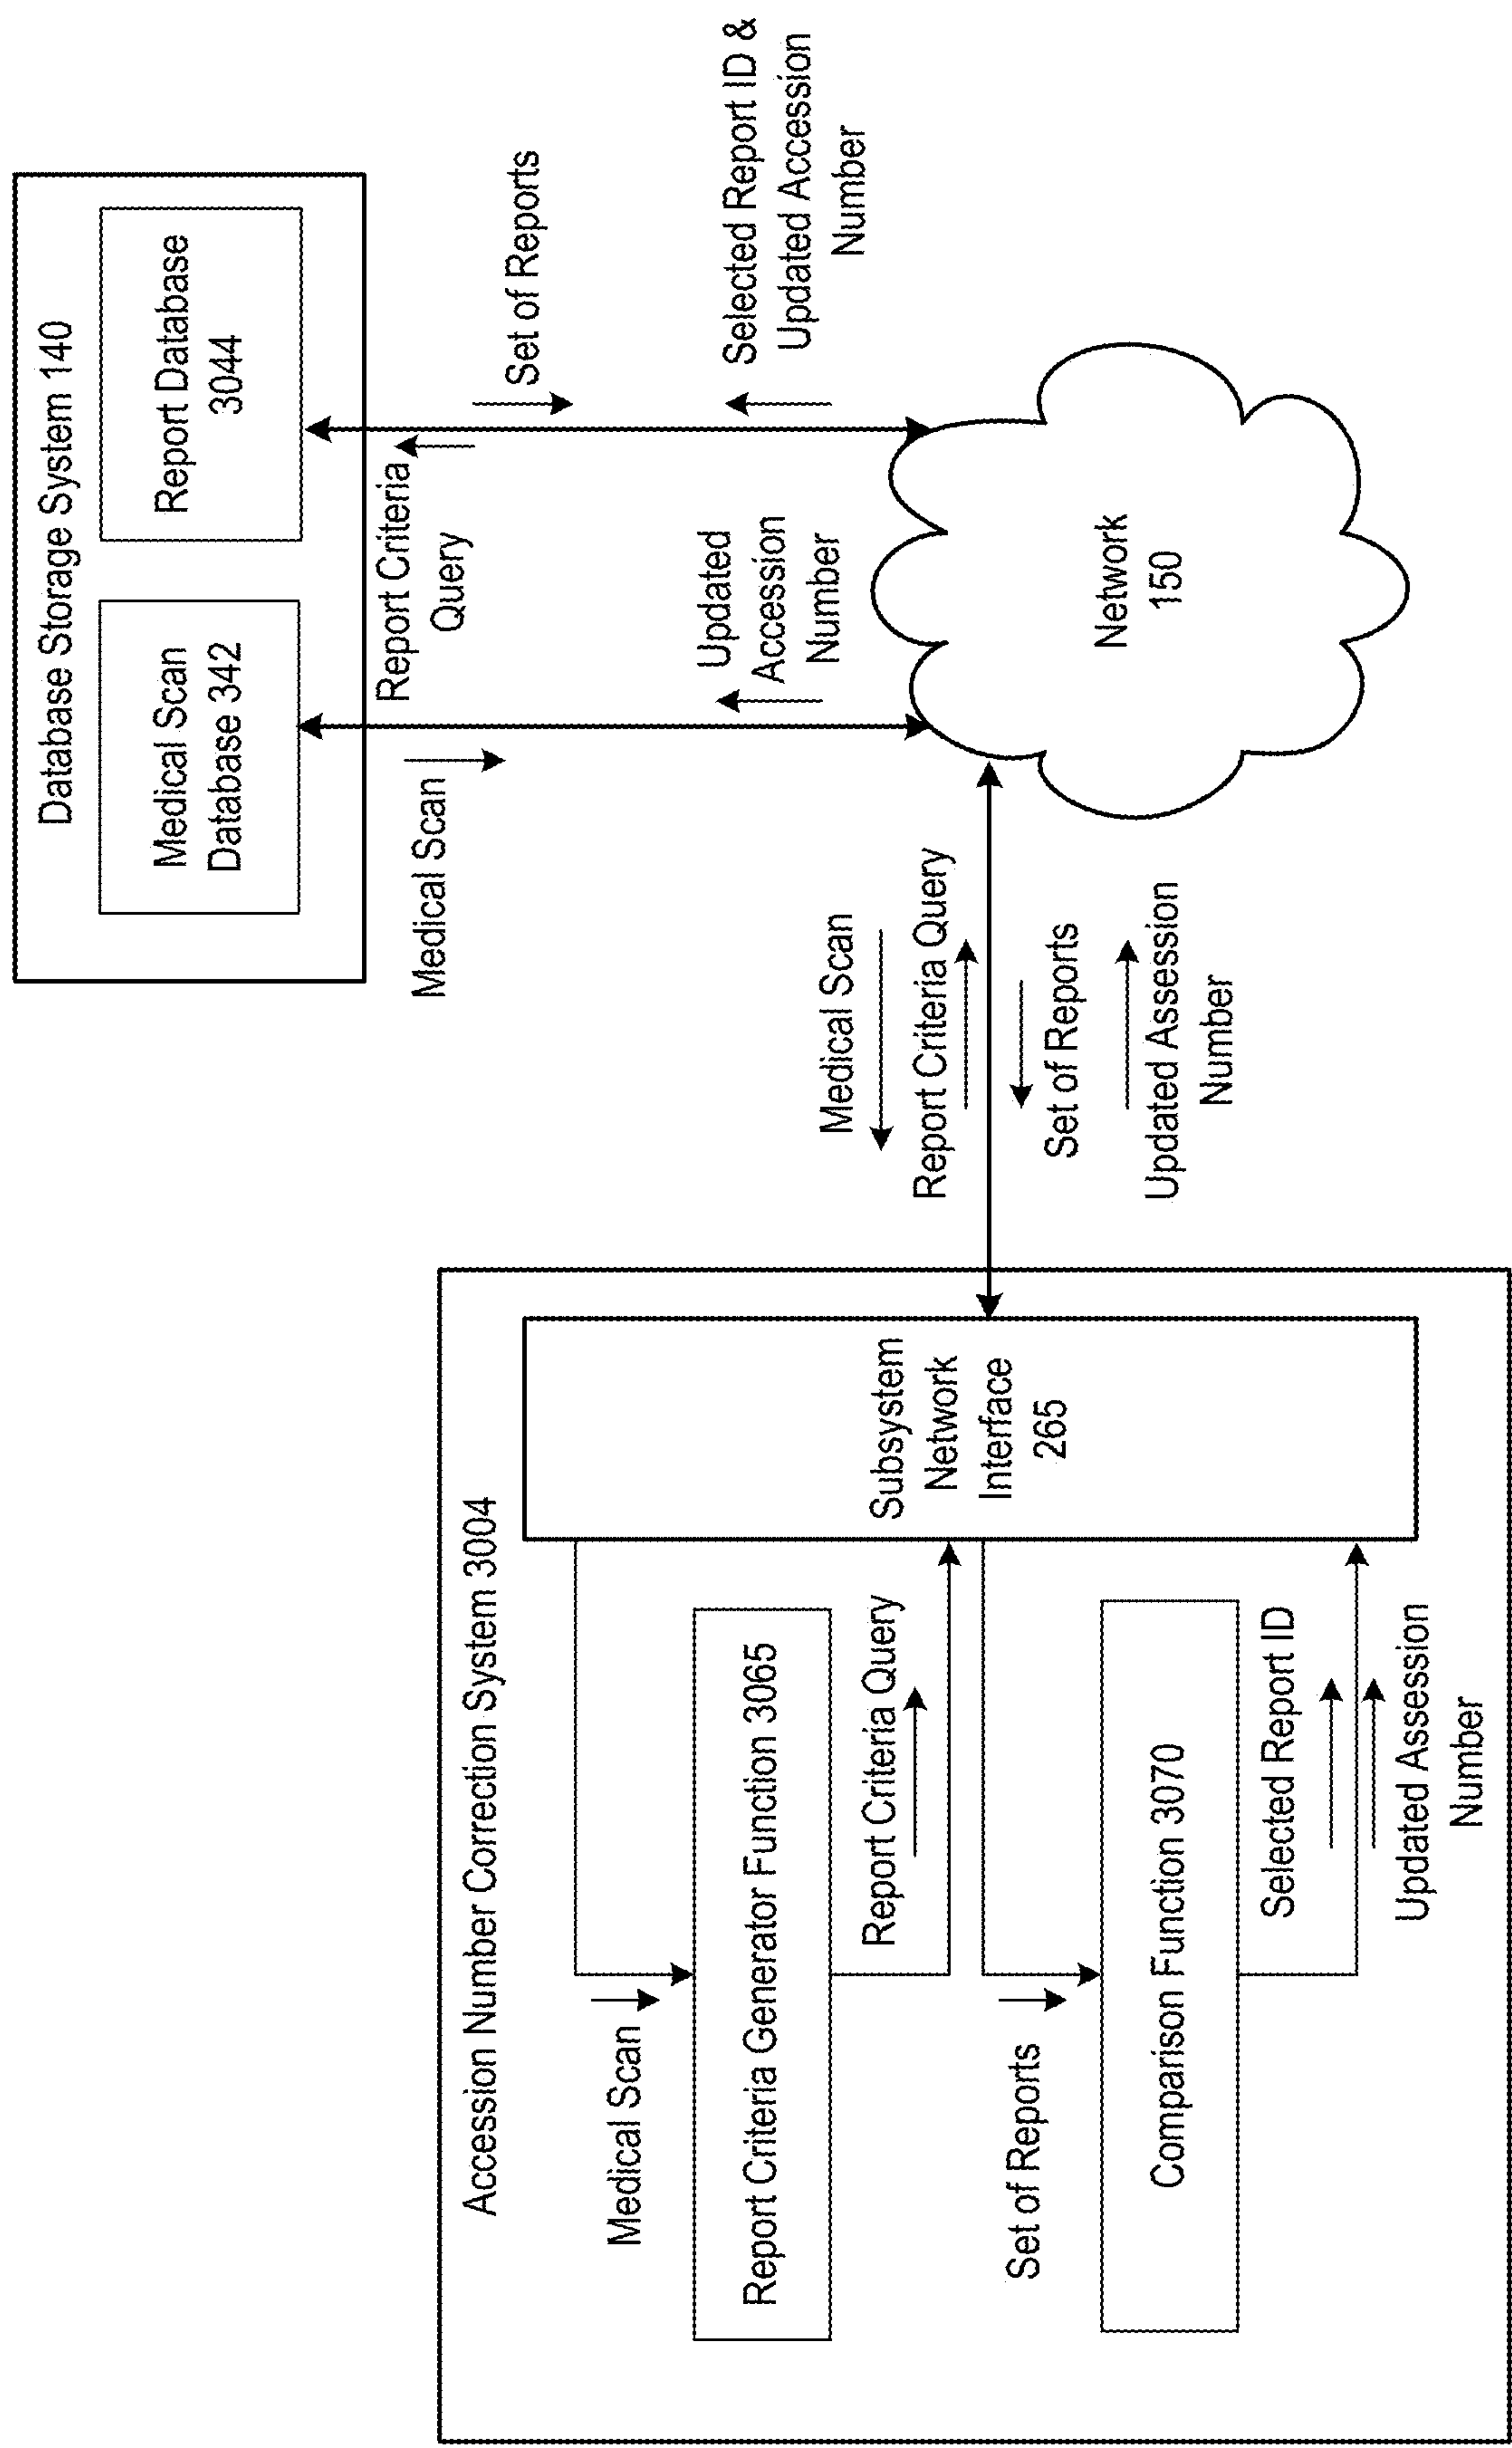 Database Storage System 140
Medical Scan
Database 342
Report Database
3044
Medical Scan
Report Criteria
Query
Set of Reports
Updated
Accession
Number
Selected Report ID &
Updated Accession
Number
Network
150
Medical Scan
Report Criteria Query
Set of Reports
Updated Assession
Number
Accession Number Correction System 3004
Subsystem
Network
Interface
265
Medical Scan
Report Criteria Generator Function 3065
Report Criteria Query
Set of Reports
Comparison Function 3070
Selected Report ID
Updated Assession
Number